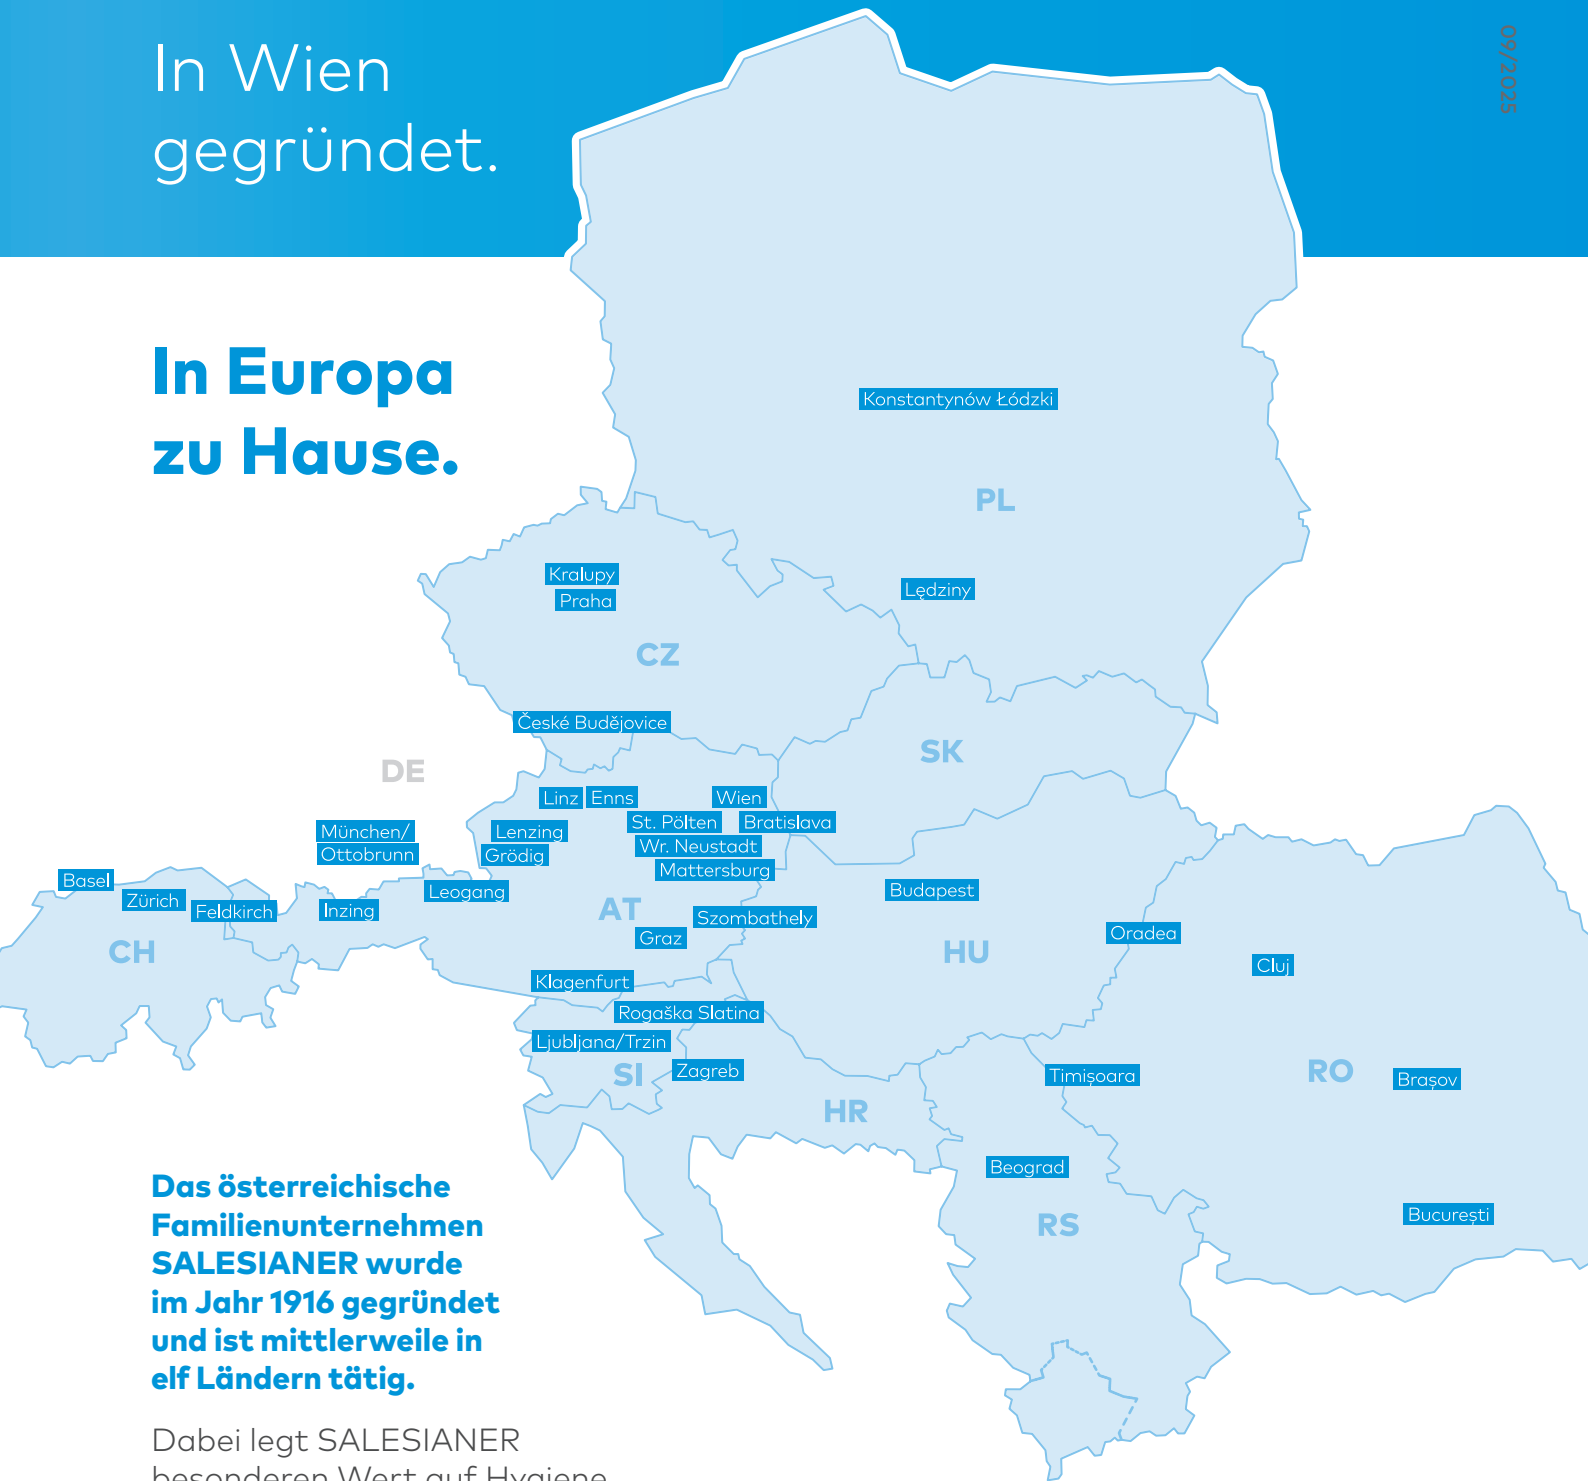 In Wien
gegründet.
09/2025
In Europa
zu Hause.
Konstantynów Łódzki
PL
Kralupy
Praha
Lędziny
CZ
České Budějovice
SK
DE
Linz
Enns
Wien
St. Pölten
Bratislava
München/
Ottobrunn
Lenzing
Grödig
Wr. Neustadt
Mattersburg
Basel
Zürich
Feldkirch
Inzing
Leogang
Budapest
AT
Szombathely
Graz
CH
HU
Oradea
Cluj
Klagenfurt
Rogaška Slatina
Ljubljana/Trzin
SI
Zagreb
HR
Timișoara
RO
Brașov
Beograd
RS
București
Das österreichische
Familienunternehmen
SALESIANER wurde
im Jahr 1916 gegründet
und ist mittlerweile in
elf Ländern tätig.
Dabei legt SALESIANER
besonderen Wert auf Hygiene